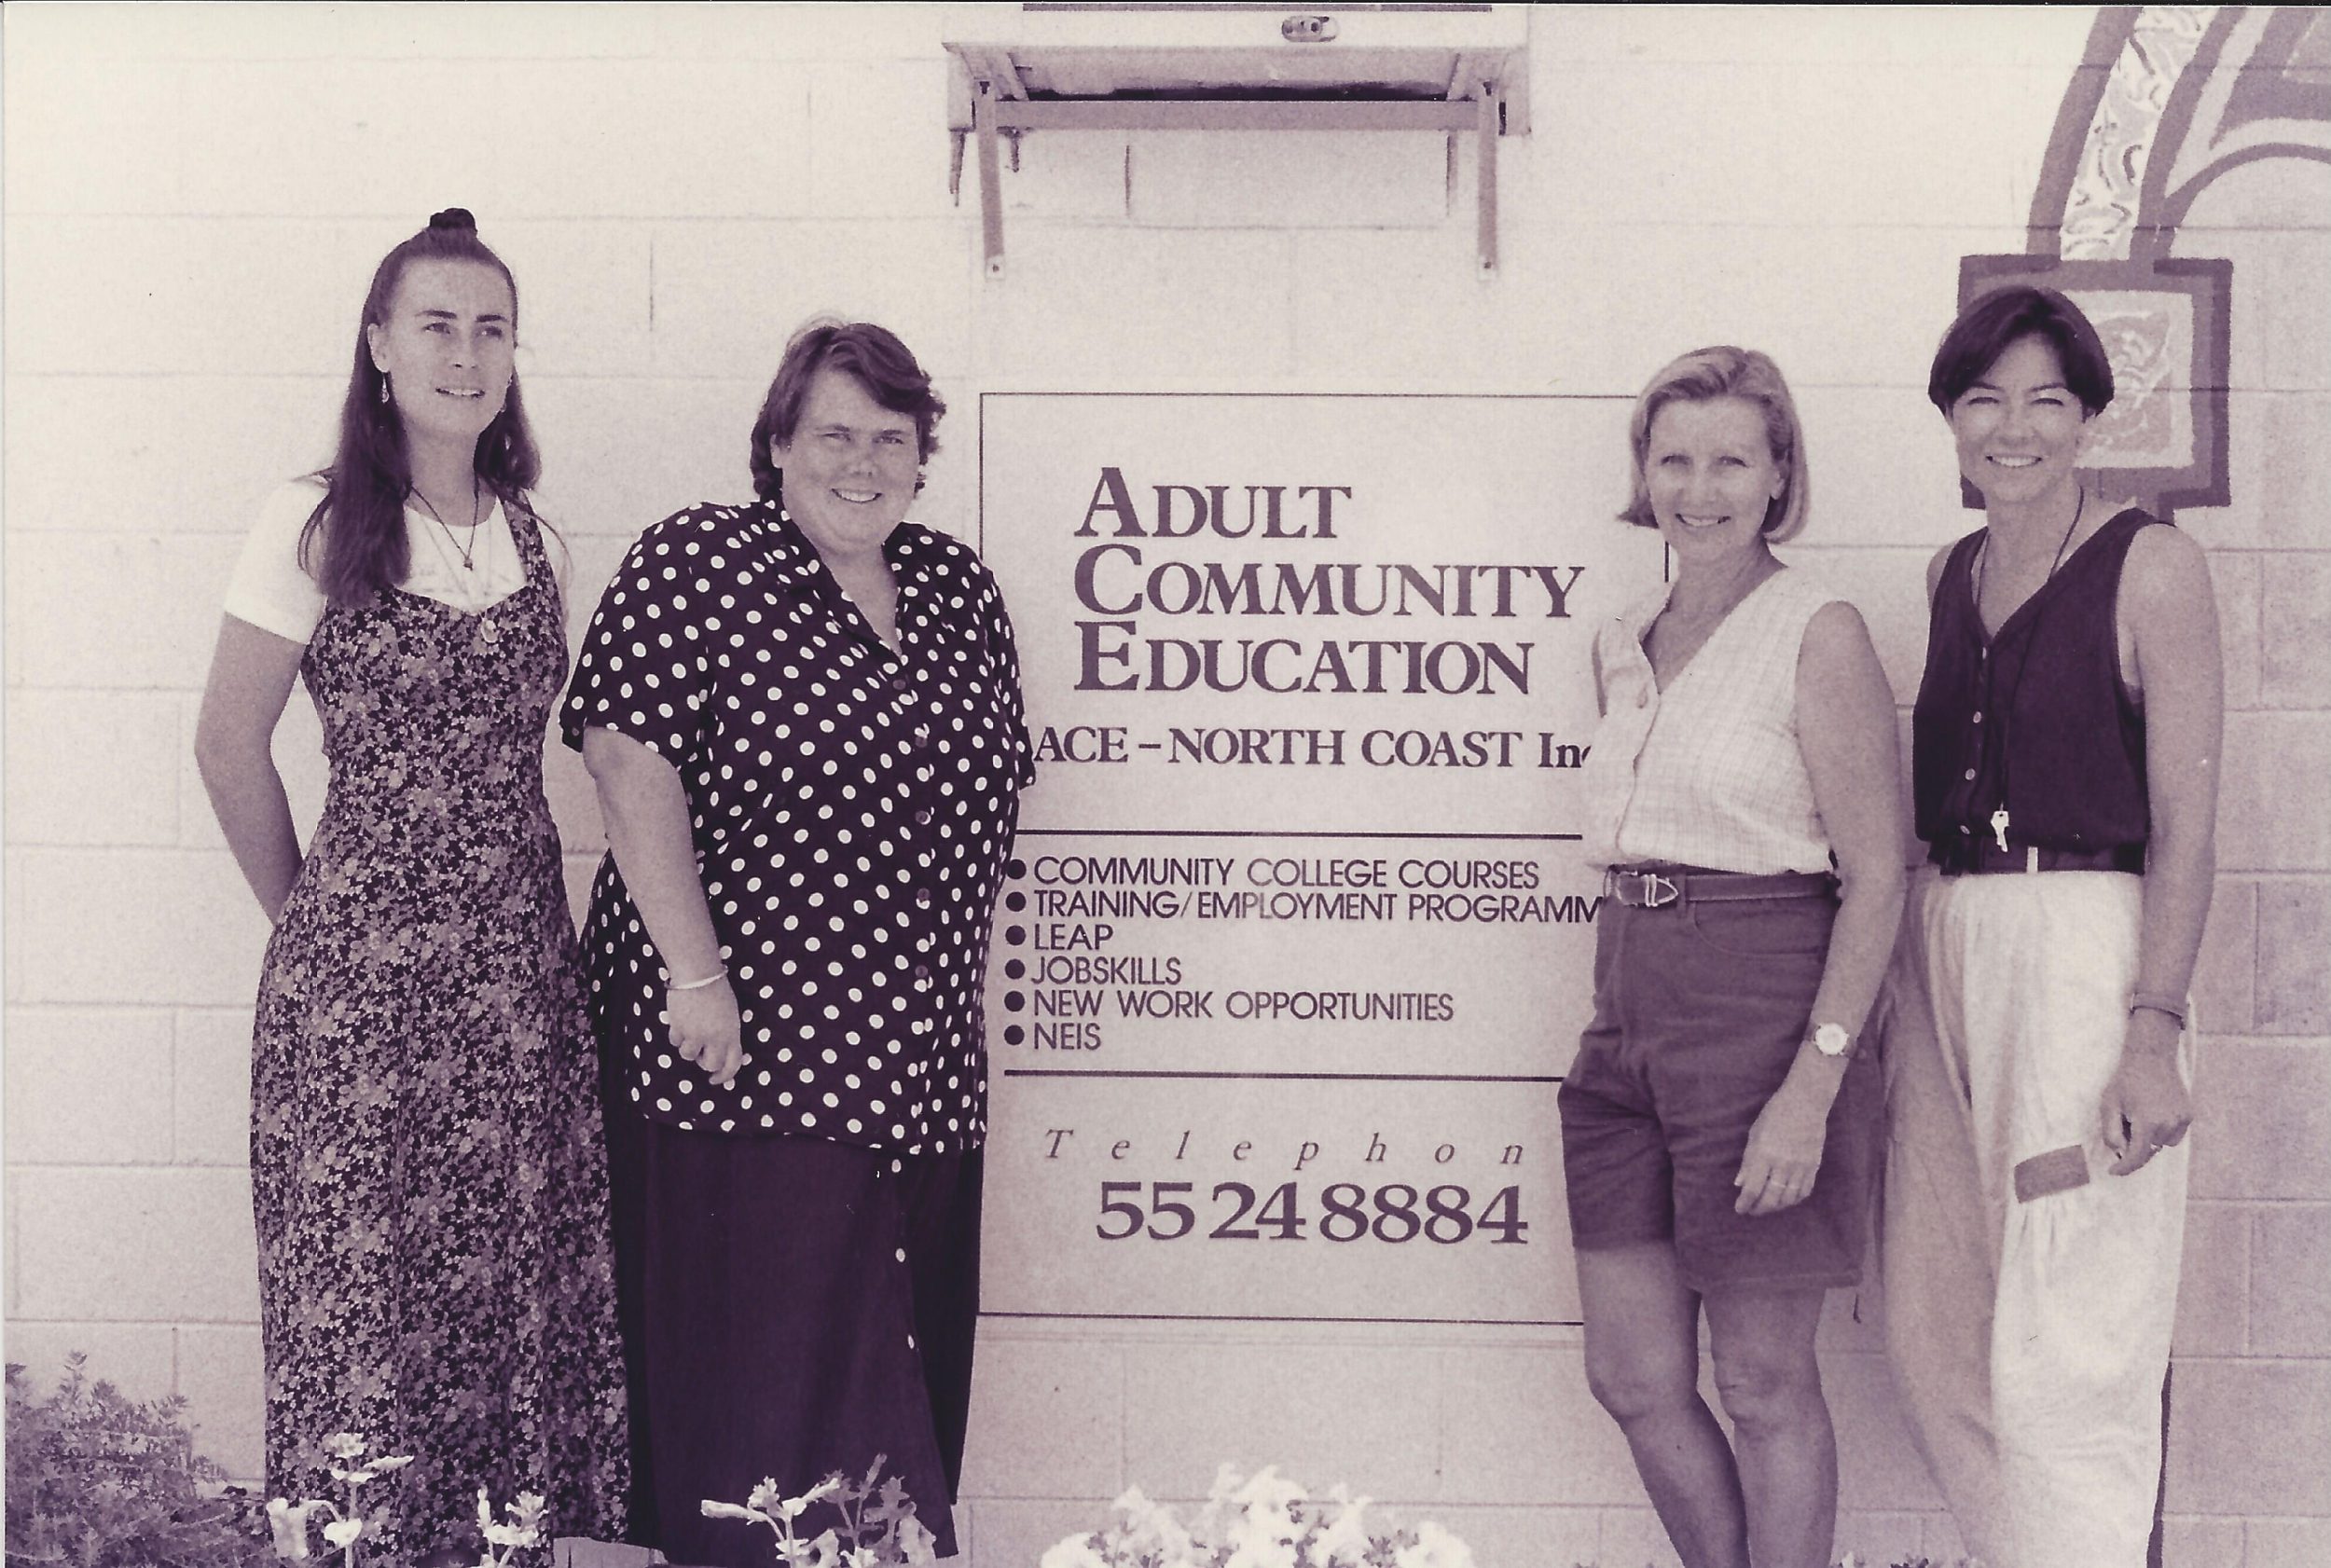 ADULT
COMMUNITY
EDUCATION
ACE – NORTH COAST In
● COMMUNITY COLLEGE COURSES
● TRAINING/EMPLOYMENT PROGRAMM
● LEAP
● JOBSKILLS
● NEW WORK OPPORTUNITIES
● NEIS
Telephon
55 24 8884